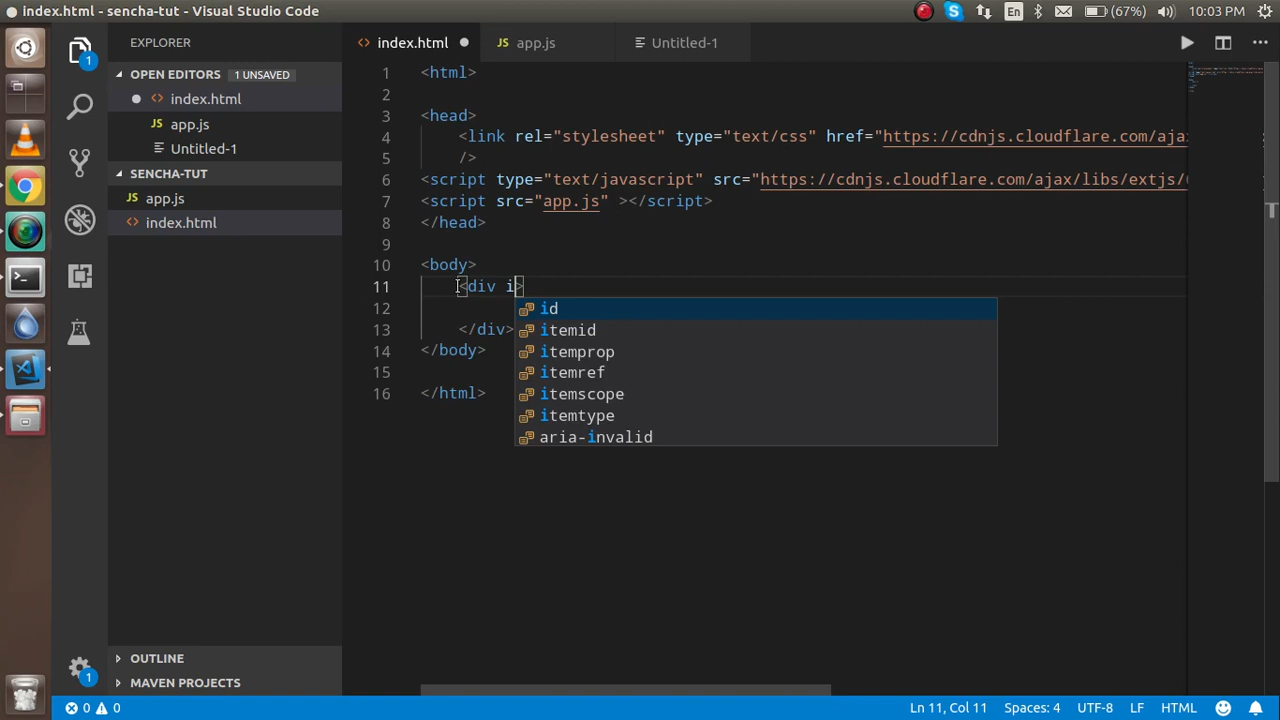 index.html - sencha-tut - Visual Studio Code
En
(67%)
10:03 PM
EXPLORER
OPEN EDITORS 1 UNSAVED
index.html
app.js
Untitled-1
SENCHA-TUT
app.js
index.html
OUTLINE
MAVEN PROJECTS
1
1
index.html
app.js
Untitled-1
1 <html>
2
3 <head>
4 <link rel="stylesheet" type="text/css" href="https://cdnjs.cloudflare.com/ajax
5 />
6 <script type="text/javascript" src="https://cdnjs.cloudflare.com/ajax/libs/extjs/
7 <script src="app.js" ></script>
8 </head>
9
10 <body>
11 <div i>
12
13 </div>
14 </body>
15
16 </html>
id
itemid
itemprop
itemref
itemscope
itemtype
aria-invalid
0 0
Ln 11, Col 11
Spaces: 4
UTF-8
LF
HTML